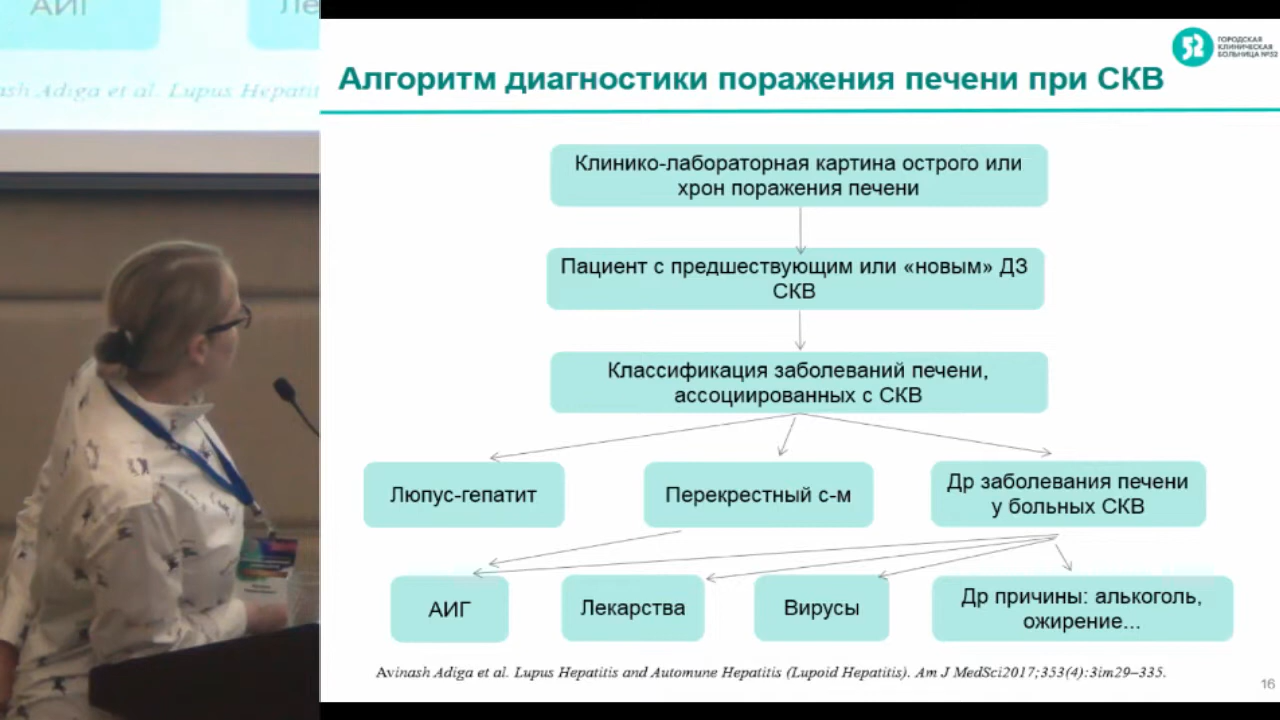 АИГ
Ле
ash Adiga et al. Lupus Hepatit
52
ГОРОДСКАЯ
КЛИНИЧЕСКАЯ
БОЛЬНИЦА №52
Алгоритм диагностики поражения печени при СКВ
Клинико-лабораторная картина острого или
хрон поражения печени
Пациент с предшествующим или «новым» ДЗ
СКВ
Классификация заболеваний печени,
ассоциированных с СКВ
Люпус-гепатит
Перекрестный с-м
Др заболевания печени
у больных СКВ
АИГ
Лекарства
Вирусы
Др причины: алькоголь,
ожирение...
Avinash Adiga et al. Lupus Hepatitis and Automune Hepatitis (Lupoid Hepatitis). Am J MedSci2017;353(4):3im29–335.
16